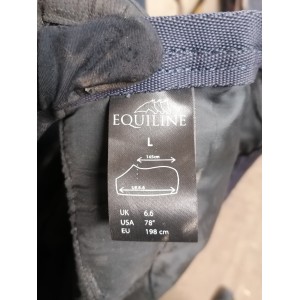 EQUILINE
L
145cm
UK 6.6
USA 78"
EU 198 cm